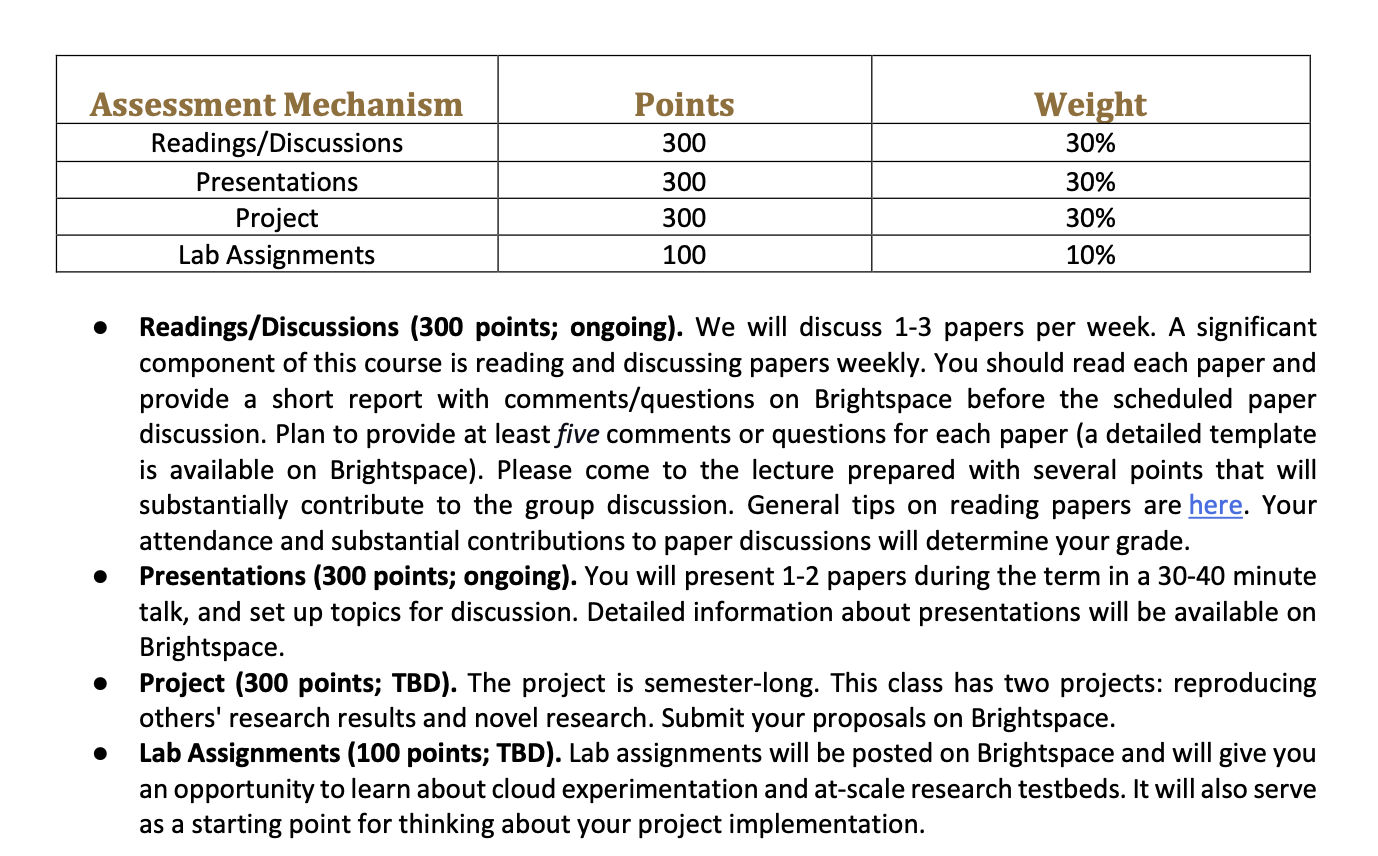 Assessment Mechanism Points Weight
Readings/Discussions 300 30%
Presentations 300 30%
Project 300 30%
Lab Assignments 100 10%
● Readings/Discussions (300 points; ongoing). We will discuss 1-3 papers per week. A significant
component of this course is reading and discussing papers weekly. You should read each paper and
provide a short report with comments/questions on Brightspace before the scheduled paper
discussion. Plan to provide at least five comments or questions for each paper (a detailed template
is available on Brightspace). Please come to the lecture prepared with several points that will
substantially contribute to the group discussion. General tips on reading papers are here. Your
attendance and substantial contributions to paper discussions will determine your grade.
● Presentations (300 points; ongoing). You will present 1-2 papers during the term in a 30-40 minute
talk, and set up topics for discussion. Detailed information about presentations will be available on
Brightspace.
● Project (300 points; TBD). The project is semester-long. This class has two projects: reproducing
others' research results and novel research. Submit your proposals on Brightspace.
● Lab Assignments (100 points; TBD). Lab assignments will be posted on Brightspace and will give you
an opportunity to learn about cloud experimentation and at-scale research testbeds. It will also serve
as a starting point for thinking about your project implementation.